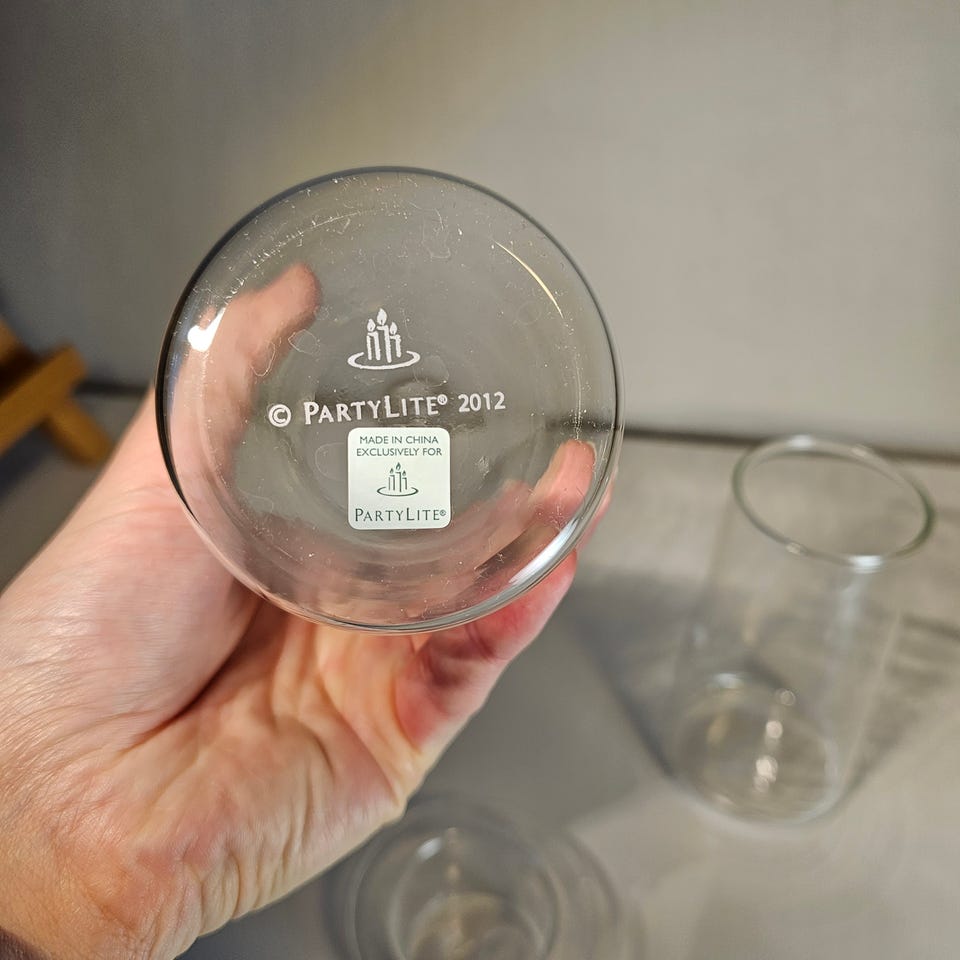 © PARTYLITE® 2012
MADE IN CHINA
EXCLUSIVELY FOR
PARTYLITE®